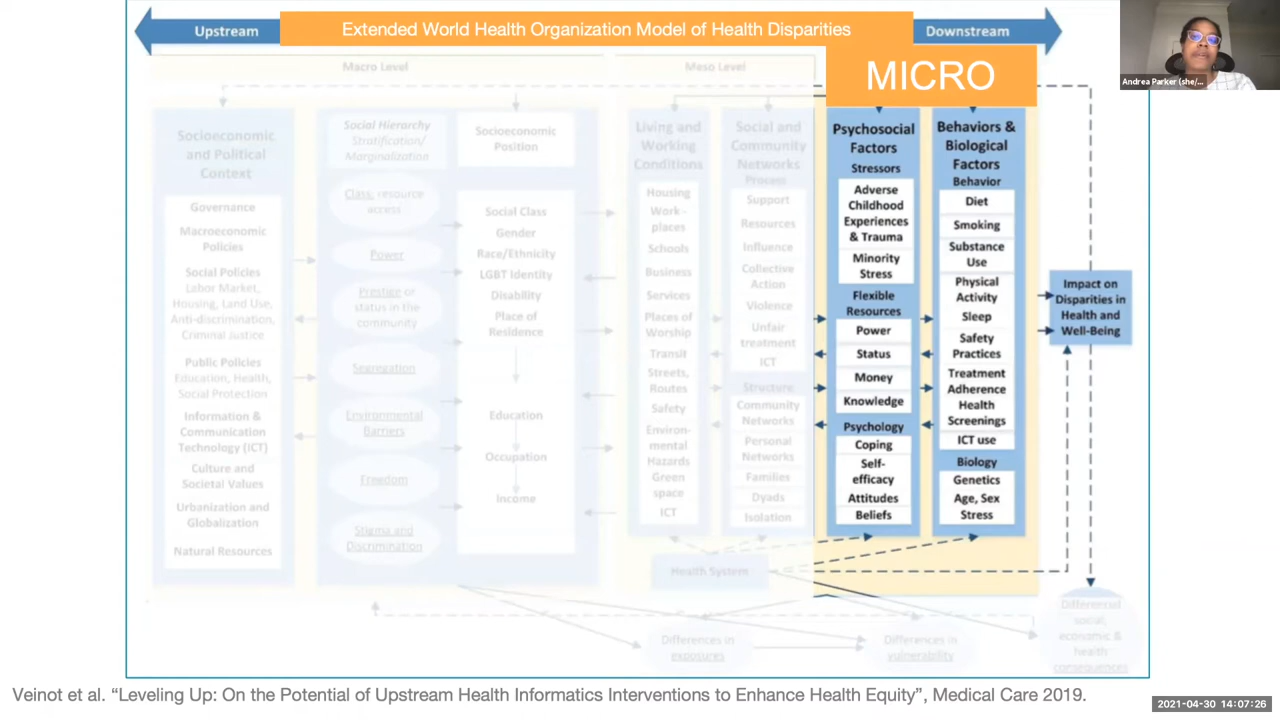 Upstream
Extended World Health Organization Model of Health Disparities
Downstream
Macro Level
Meso Level
MICRO
Andrea Parker (she/...
Socioeconomic
and Political
Context
Governance
Macroeconomic
Policies
Social Policies
Labor Market,
Housing, Land Use,
Anti-discrimination,
Criminal Justice
Public Policies
Education, Health,
Social Protection
Information &
Communication
Technology (ICT)
Culture and
Societal Values
Urbanization and
Globalization
Natural Resources
Social Hierarchy
Stratification/
Marginalization
Class: resource
access
Power
Prestige or
status in the
community
Segregation
Environmental
Barriers
Freedom
Stigma and
Discrimination
Socioeconomic
Position
Social Class
Gender
Race/Ethnicity
LGBT Identity
Disability
Place of
Residence
Education
Occupation
Income
Living and
Working
Conditions
Housing
Work-
places
Schools
Business
Services
Places of
Worship
Transit
Streets,
Routes
Safety
Environ-
mental
Hazards
Green
space
ICT
Social and
Community
Networks
Process
Support
Resources
Influence
Collective
Action
Violence
Unfair
treatment
ICT
Structure
Community
Networks
Personal
Networks
Families
Dyads
Isolation
Psychosocial
Factors
Stressors
Adverse
Childhood
Experiences
& Trauma
Minority
Stress
Flexible
Resources
Power
Status
Money
Knowledge
Psychology
Coping
Self-
efficacy
Attitudes
Beliefs
Behaviors &
Biological
Factors
Behavior
Diet
Smoking
Substance
Use
Physical
Activity
Sleep
Safety
Practices
Treatment
Adherence
Health
Screenings
ICT use
Biology
Genetics
Age, Sex
Stress
Impact on
Disparities in
Health and
Well-Being
Health System
Differences in
exposures
Differences in
vulnerability
Differential
social,
economic &
health
consequences
Veinot et al. “Leveling Up: On the Potential of Upstream Health Informatics Interventions to Enhance Health Equity”, Medical Care 2019.
2021-04-30 14:07:26